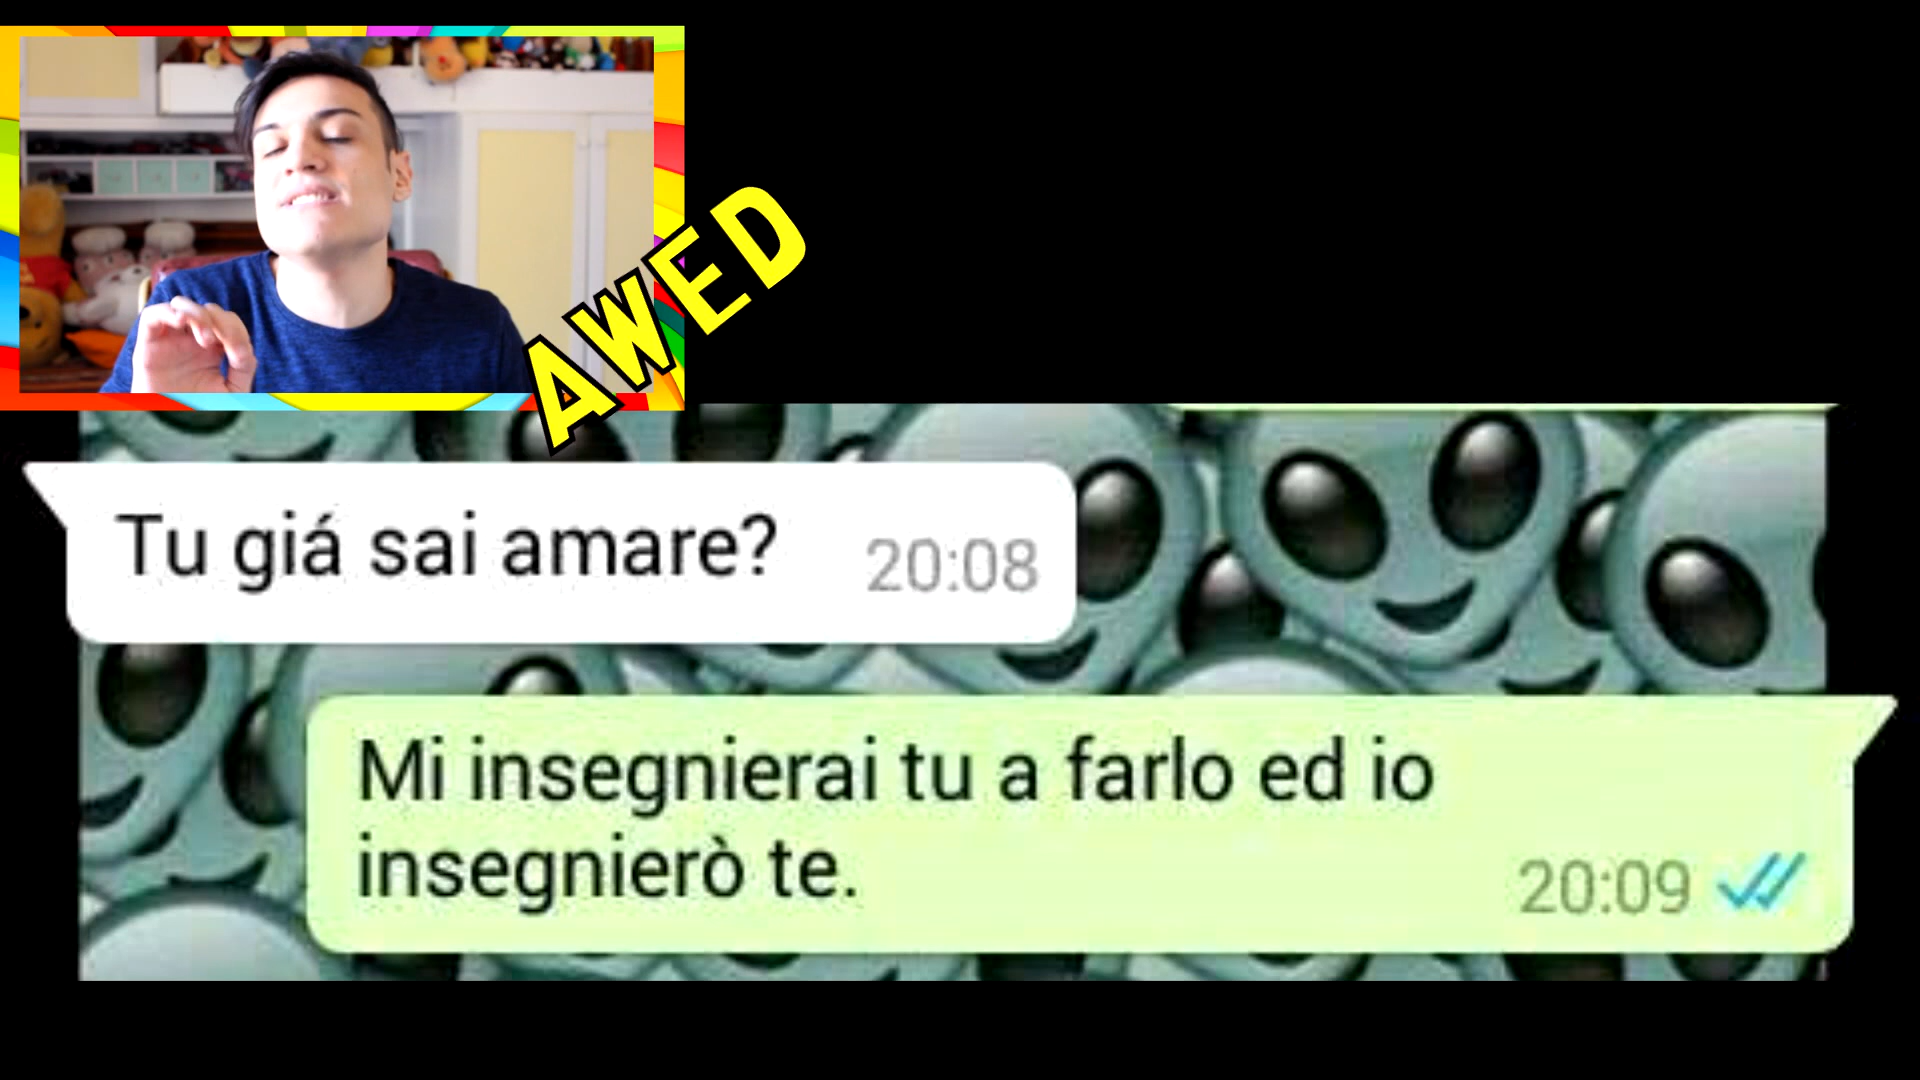 AWED
Tu giá sai amare?
20:08
Mi insegnierai tu a farlo ed io
insegnierò te.
20:09